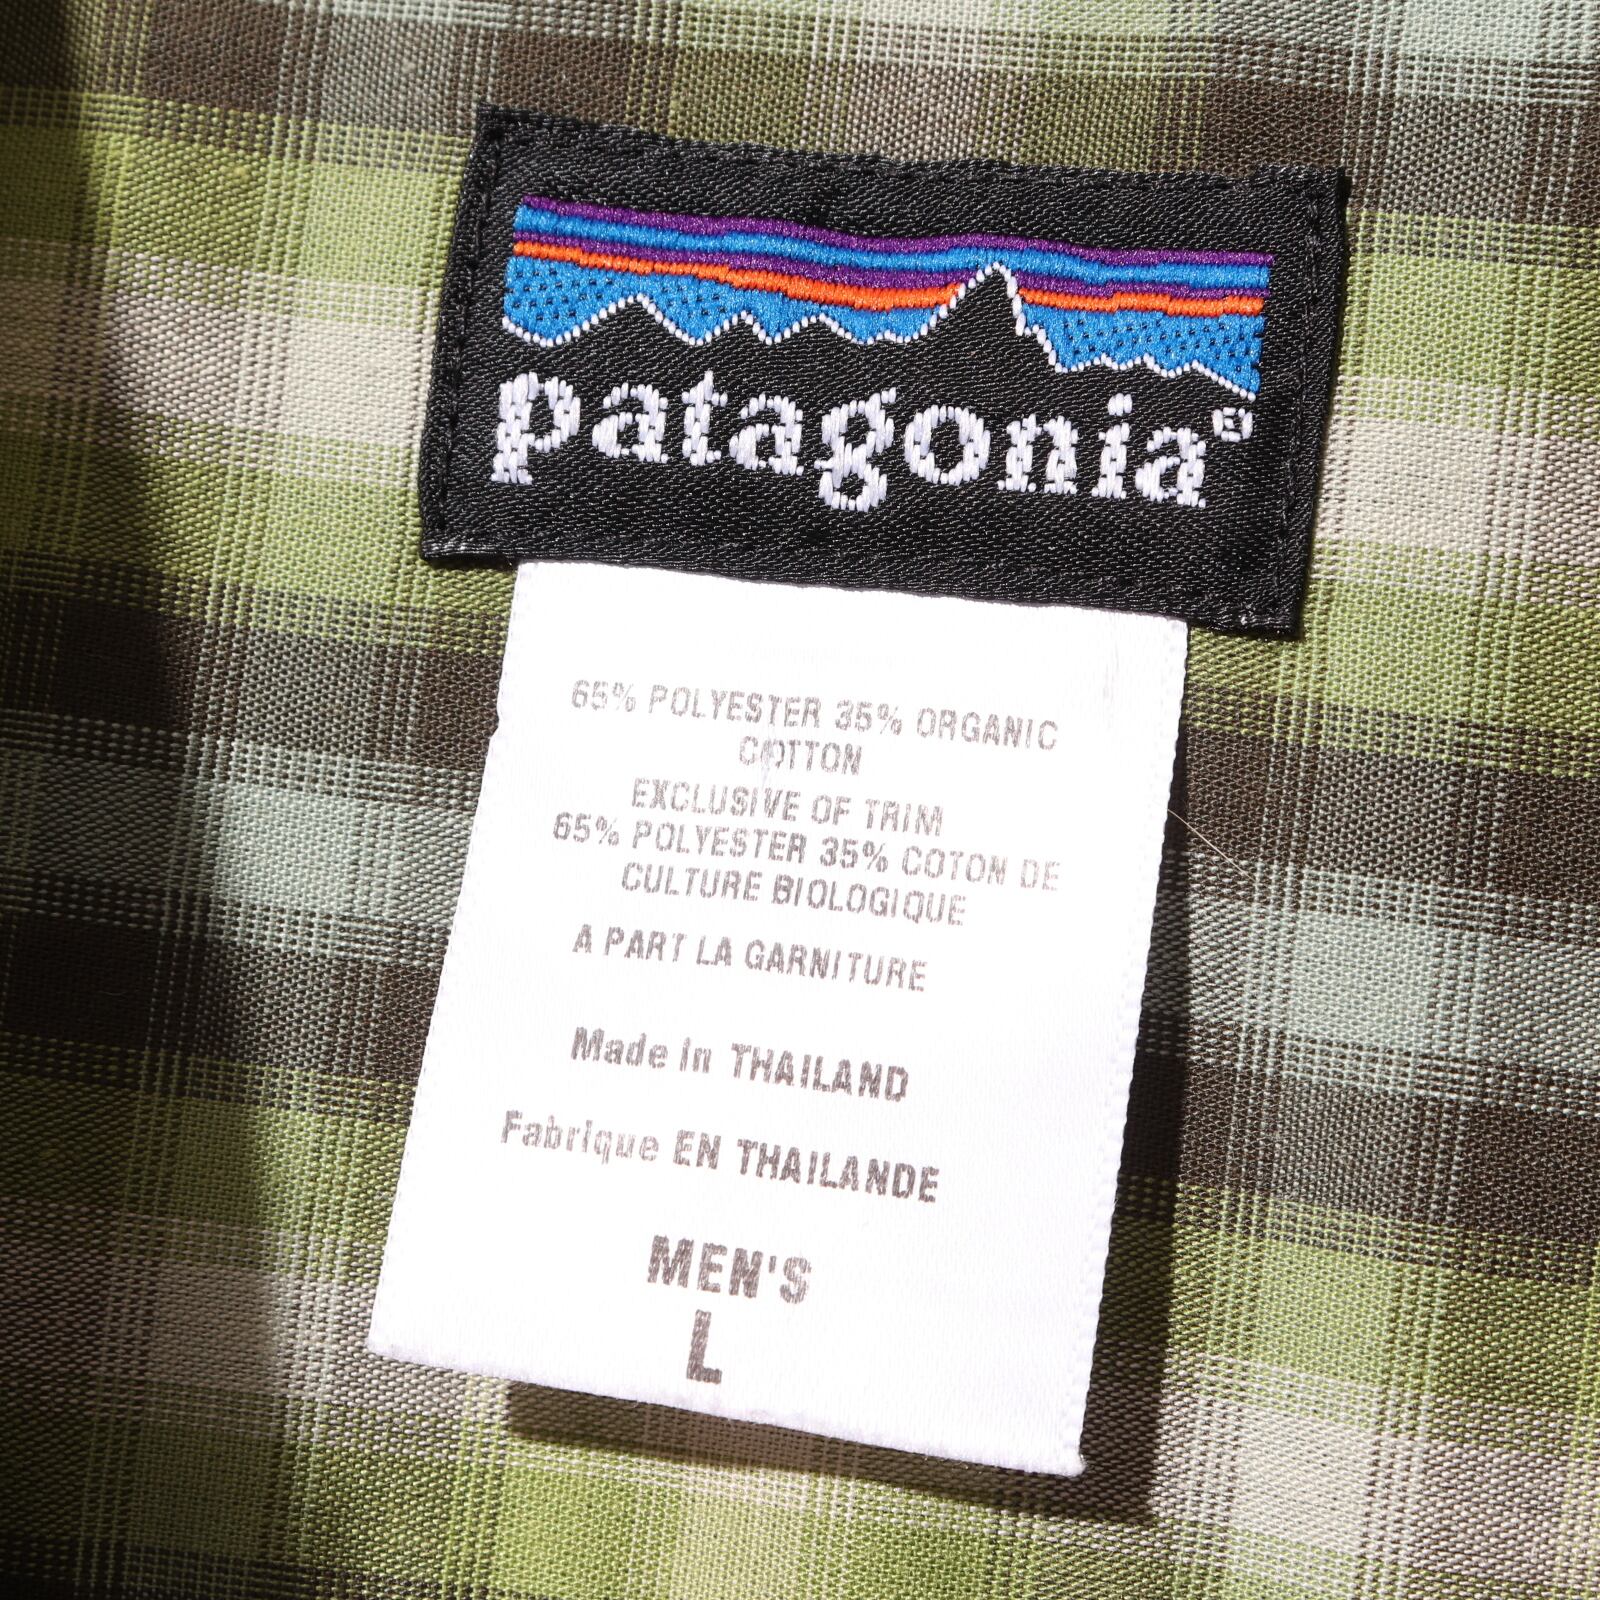 patagonia®
65% POLYESTER 35% ORGANIC
COTTON
EXCLUSIVE OF TRIM
65% POLYESTER 35% COTON DE
CULTURE BIOLOGIQUE
A PART LA GARNITURE
Made in THAILAND
Fabrique EN THAILANDE
MEN'S
L